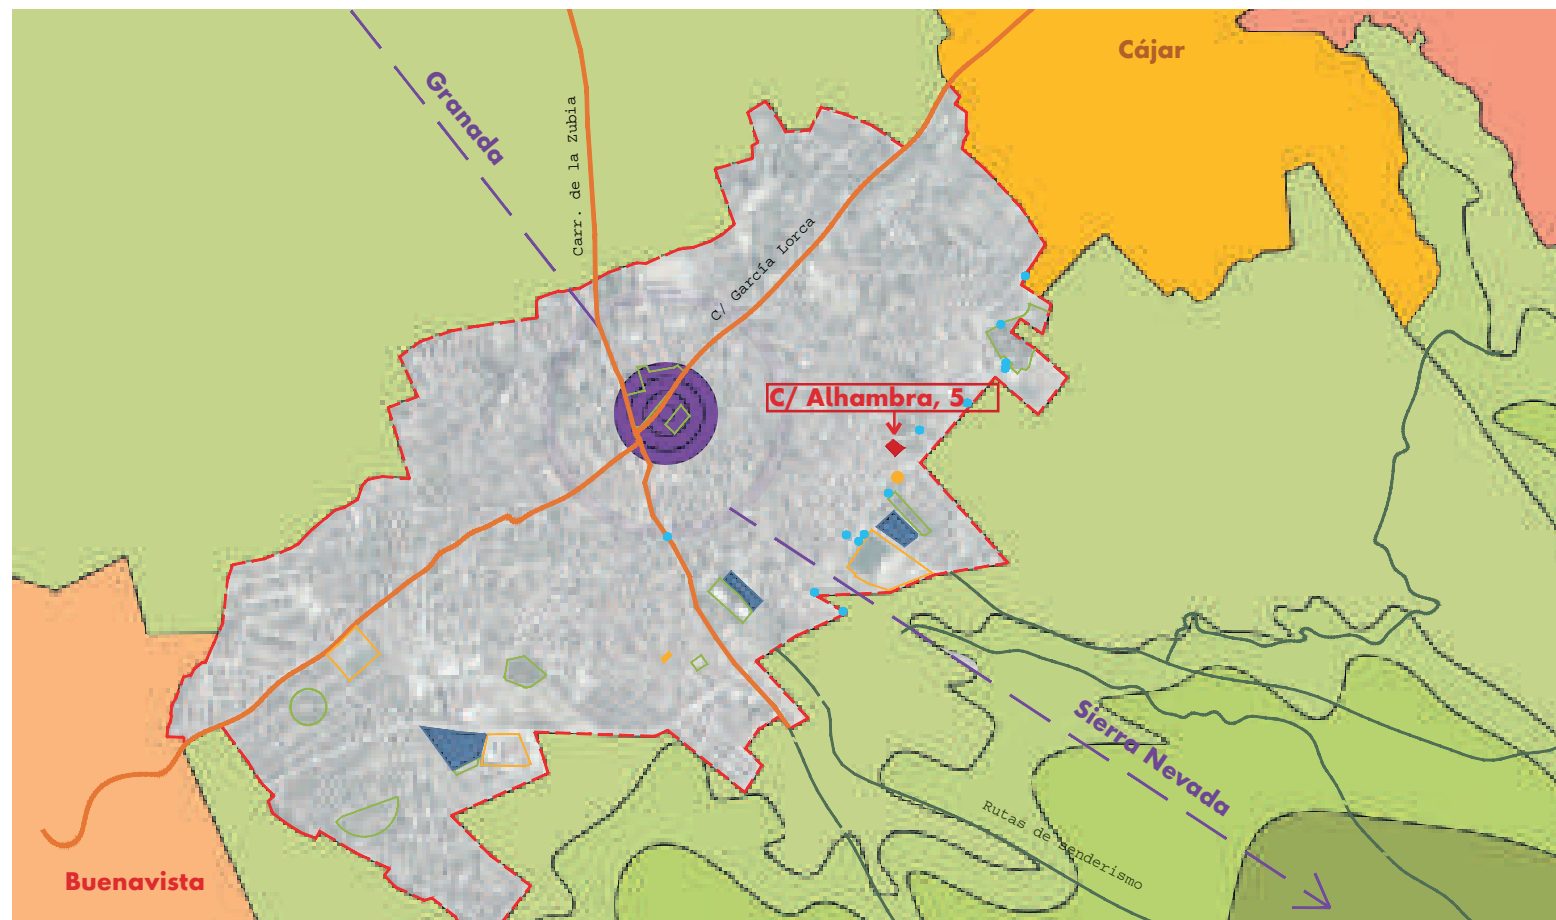 Cájar
Granada
Carr. de la Zubia
C/ García Lorca
C/ Alhambra, 5
Sierra Nevada
Rutas de senderismo
Buenavista